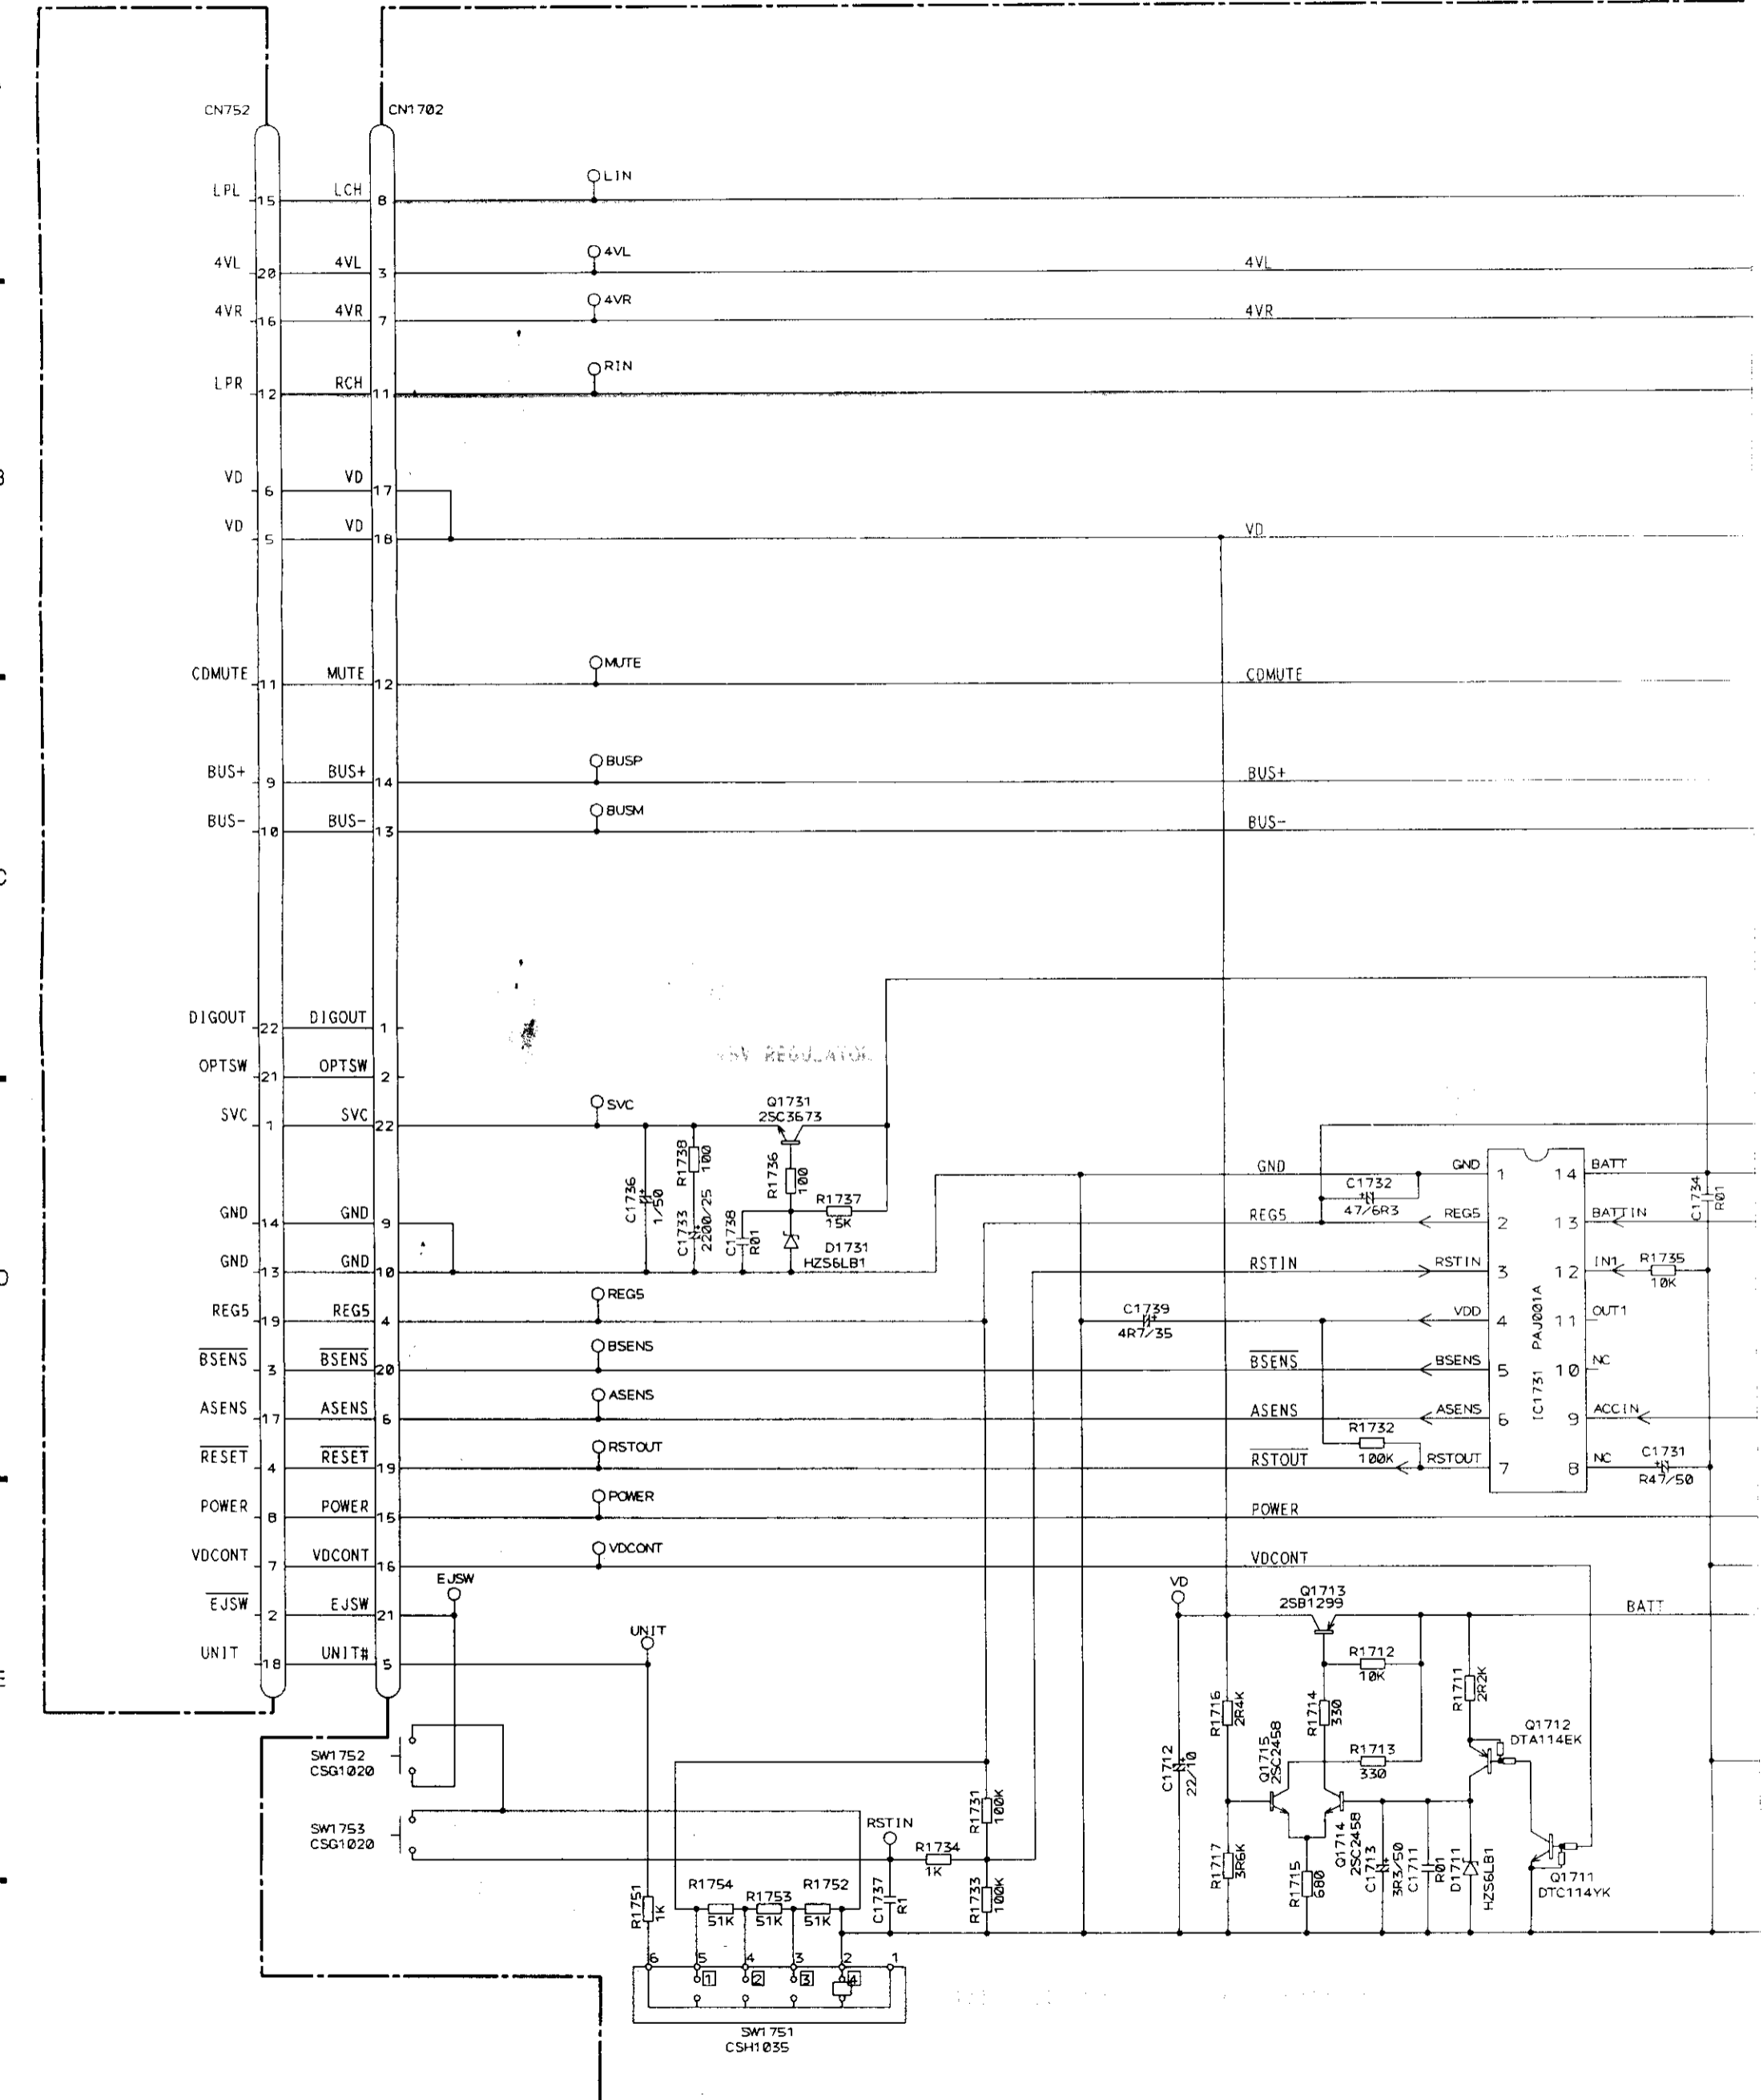 CN752 CN1702
LPL 15 LCH 8 LIN
4VL 20 4VL 3 4VL 4VL
4VR 16 4VR 7 4VR 4VR
LPR 12 RCH 11 RIN
VD 6 VD 17
VD 5 VD 18 VD
CDMUTE 11 MUTE 12 MUTE CDMUTE
BUS+ 9 BUS+ 14 BUSP BUS+
BUS- 10 BUS- 13 BUSM BUS-
C
DIGOUT 22 DIGOUT 1
REGULATOR
OPTSW 21 OPTSW 2
SVC 1 SVC 22 SVC
Q1731
2SC3673
R1738
100
R1736
100
C1736
1/50
C1733
2200/25
C1738
R01
R1737
15K
D1731
HZS6LB1
GND 14 GND 9
GND 13 GND 10
REG5 19 REG5 4 REG5
BSENS 3 BSENS 20 BSENS
ASENS 17 ASENS 6 ASENS
RESET 4 RESET 19 RSTOUT
POWER 8 POWER 15 POWER
VDCONT 7 VDCONT 16 VDCONT
EJSW 2 EJSW 21 EJSW
UNIT 18 UNIT# 5 UNIT
GND GND 1 14 BATT
C1732
47/6R3
C1734
R01
REG5 REG5 2 13 BATTIN
RSTIN RSTIN 3 12 IN1 R1735
10K
C1739
4R7/35
VDD 4 11 OUT1
BSENS BSENS 5 10 NC
ASENS ASENS 6 9 ACCIN
IC1731 PAJ001A
R1732
100K
RSTOUT RSTOUT 7 8 NC C1731
R47/50
POWER
VDCONT
VD
Q1713
2SB1299
BATT
R1712
10K
R1711
2R2K
R1716
2R4K
R1714
330
Q1712
DTA114EK
C1712
22/10
Q1715
2SC2458
R1713
330
R1717
3R6K
R1715
680
Q1714
2SC2458
C1713
3R3/50
C1711
R01
D1711
HZS6LB1
Q1711
DTC114YK
SW1752
CSG1020
SW1753
CSG1020
R1731
100K
RSTIN
R1734
1K
C1737
R1
R1733
100K
R1751
1K
R1754
51K
R1753
51K
R1752
51K
6 5 4 3 2 1
1 2 3 4
SW1751
CSH1035